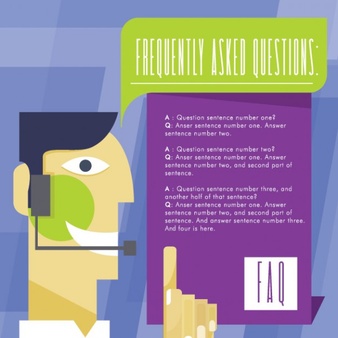 FREQUENTLY ASKED QUESTIONS:
A : Question sentence number one?
Q: Anser sentence number one. Answer
sentence number two.
A : Question sentence number two?
Q: Anser sentence number one. Answer
sentence number two, and second part of
sentence.
A : Question sentence number three, and
another half of that sentence?
Q: Anser sentence number one. Answer
sentence number two, and second part of
sentence. And answer sentence number three.
And four is here.
FAQ